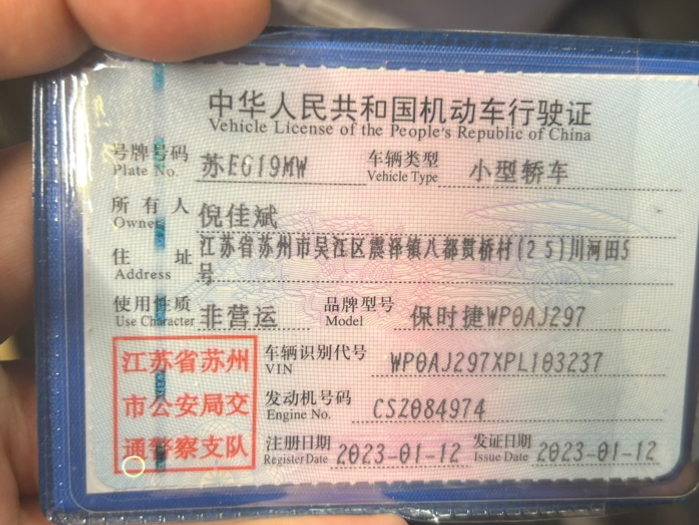 中华人民共和国机动车行驶证
Vehicle License of the People's Republic of China
号牌号码 苏E619MW 车辆类型 小型轿车
Plate No. Vehicle Type
所有人 倪佳斌
Owner
住址 江苏省苏州市吴江区震泽镇八都贯桥村(25)川河田5
Address 号
使用性质 非营运 品牌型号 保时捷WP0AJ297
Use Character Model
江苏省苏州 车辆识别代号 WP0AJ297XPL103237
VIN
市公安局交 发动机号码 CSZ084974
Engine No.
通警察支队 注册日期 2023-01-12 发证日期 2023-01-12
Register Date Issue Date